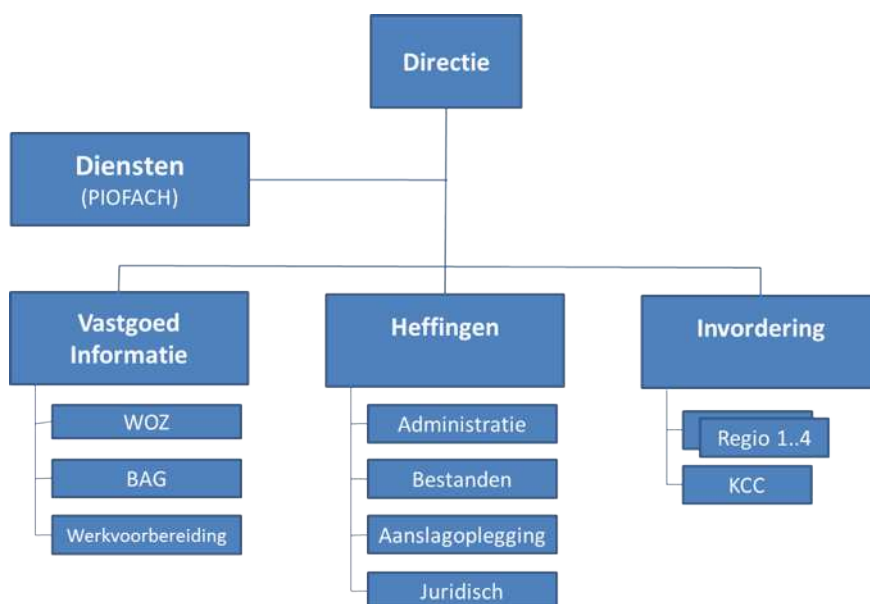 Directie
Diensten
(PIOFACH)
Vastgoed
Informatie
WOZ
BAG
Werkvoorbereiding
Heffingen
Administratie
Bestanden
Aanslagoplegging
Juridisch
Invordering
Regio 1..4
KCC